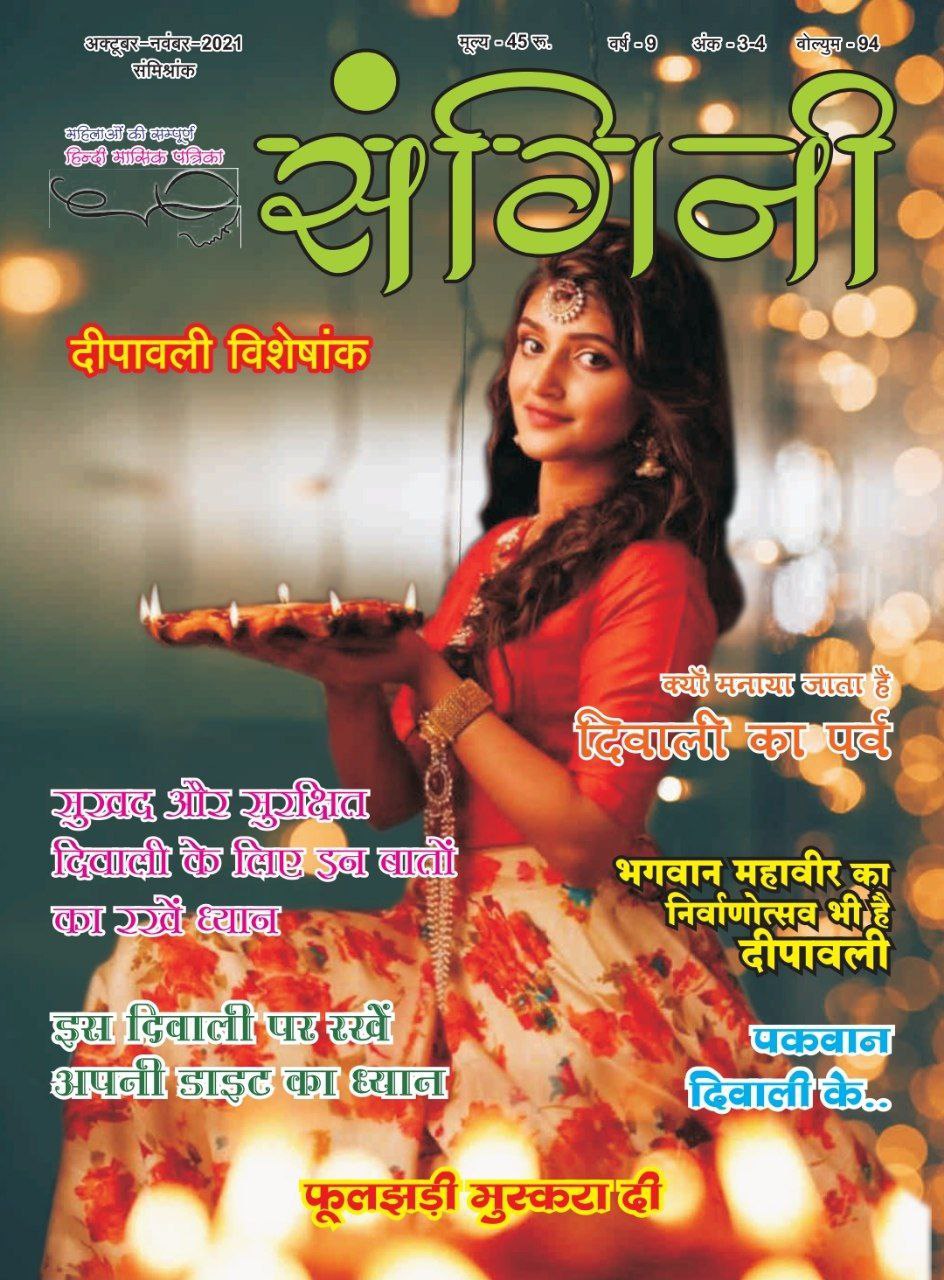 अक्टूबर-नवंबर-2021
संमिश्रांक
मूल्य - 45 रू. वर्ष - 9 अंक - 3-4 वोल्युम - 94
महिलाओं की सम्पूर्ण
हिन्दी मासिक पत्रिका
संगिनी
दीपावली विशेषांक
क्यों मनाया जाता है
दिवाली का पर्व
सुखद और सुरक्षित
दिवाली के लिए इन बातों
का रखें ध्यान
भगवान महावीर का
निर्वाणोत्सव भी है
दीपावली
इस दिवाली पर रखें
अपनी डाइट का ध्यान
पकवान
दिवाली के..
फूलझड़ी मुस्करा दी